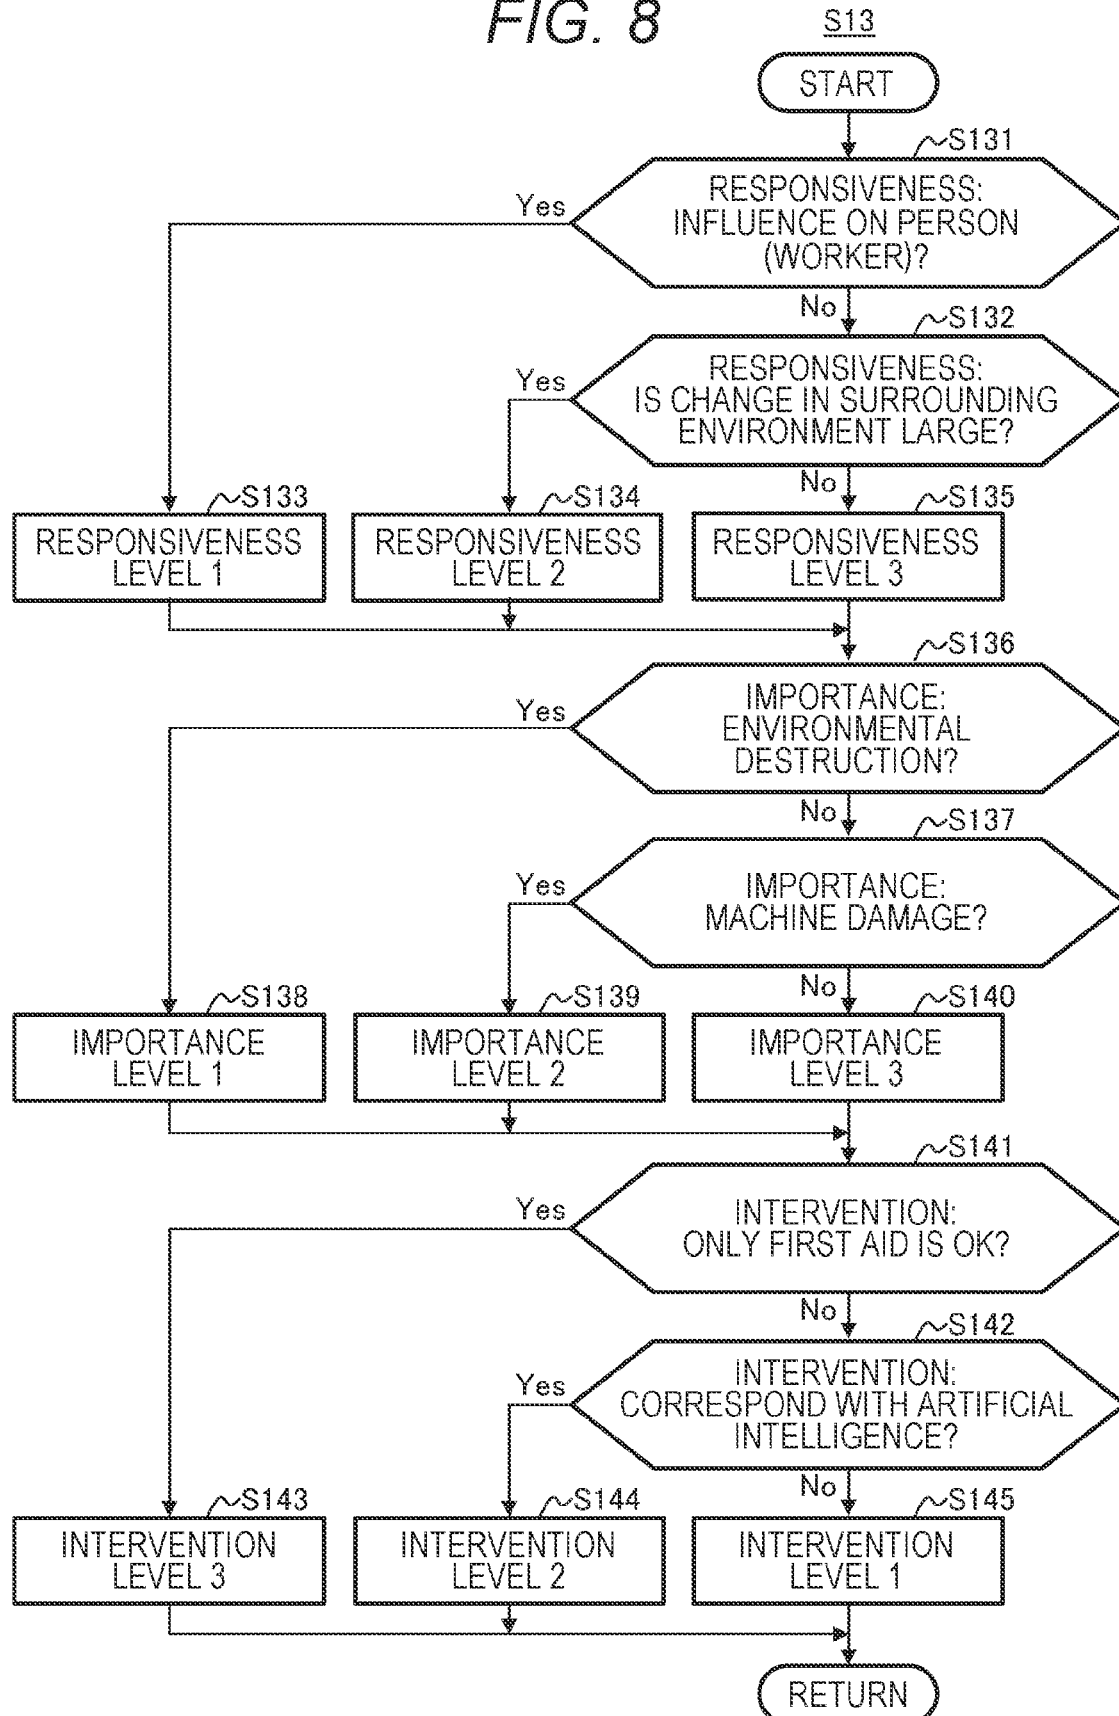 FIG. 8
S13
START
S131
RESPONSIVENESS:
INFLUENCE ON PERSON
(WORKER)?
Yes
No
S132
RESPONSIVENESS:
IS CHANGE IN SURROUNDING
ENVIRONMENT LARGE?
Yes
No
S133
RESPONSIVENESS
LEVEL 1
S134
RESPONSIVENESS
LEVEL 2
S135
RESPONSIVENESS
LEVEL 3
S136
IMPORTANCE:
ENVIRONMENTAL
DESTRUCTION?
Yes
No
S137
IMPORTANCE:
MACHINE DAMAGE?
Yes
No
S138
IMPORTANCE
LEVEL 1
S139
IMPORTANCE
LEVEL 2
S140
IMPORTANCE
LEVEL 3
S141
INTERVENTION:
ONLY FIRST AID IS OK?
Yes
No
S142
INTERVENTION:
CORRESPOND WITH ARTIFICIAL
INTELLIGENCE?
Yes
No
S143
INTERVENTION
LEVEL 3
S144
INTERVENTION
LEVEL 2
S145
INTERVENTION
LEVEL 1
RETURN